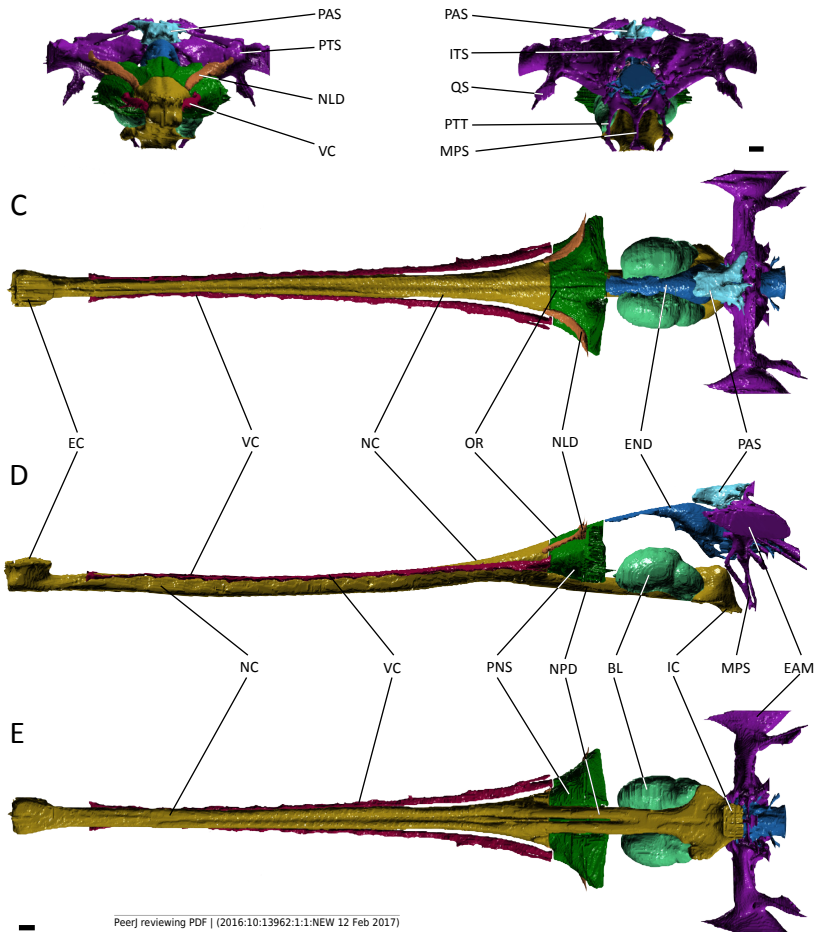 PAS
PTS
NLD
VC
PAS
ITS
QS
PTT
MPS
C
EC VC NC OR NLD END PAS
D
NC VC PNS NPD BL IC MPS EAM
E
PeerJ reviewing PDF | (2016:10:13962:1:1:NEW 12 Feb 2017)